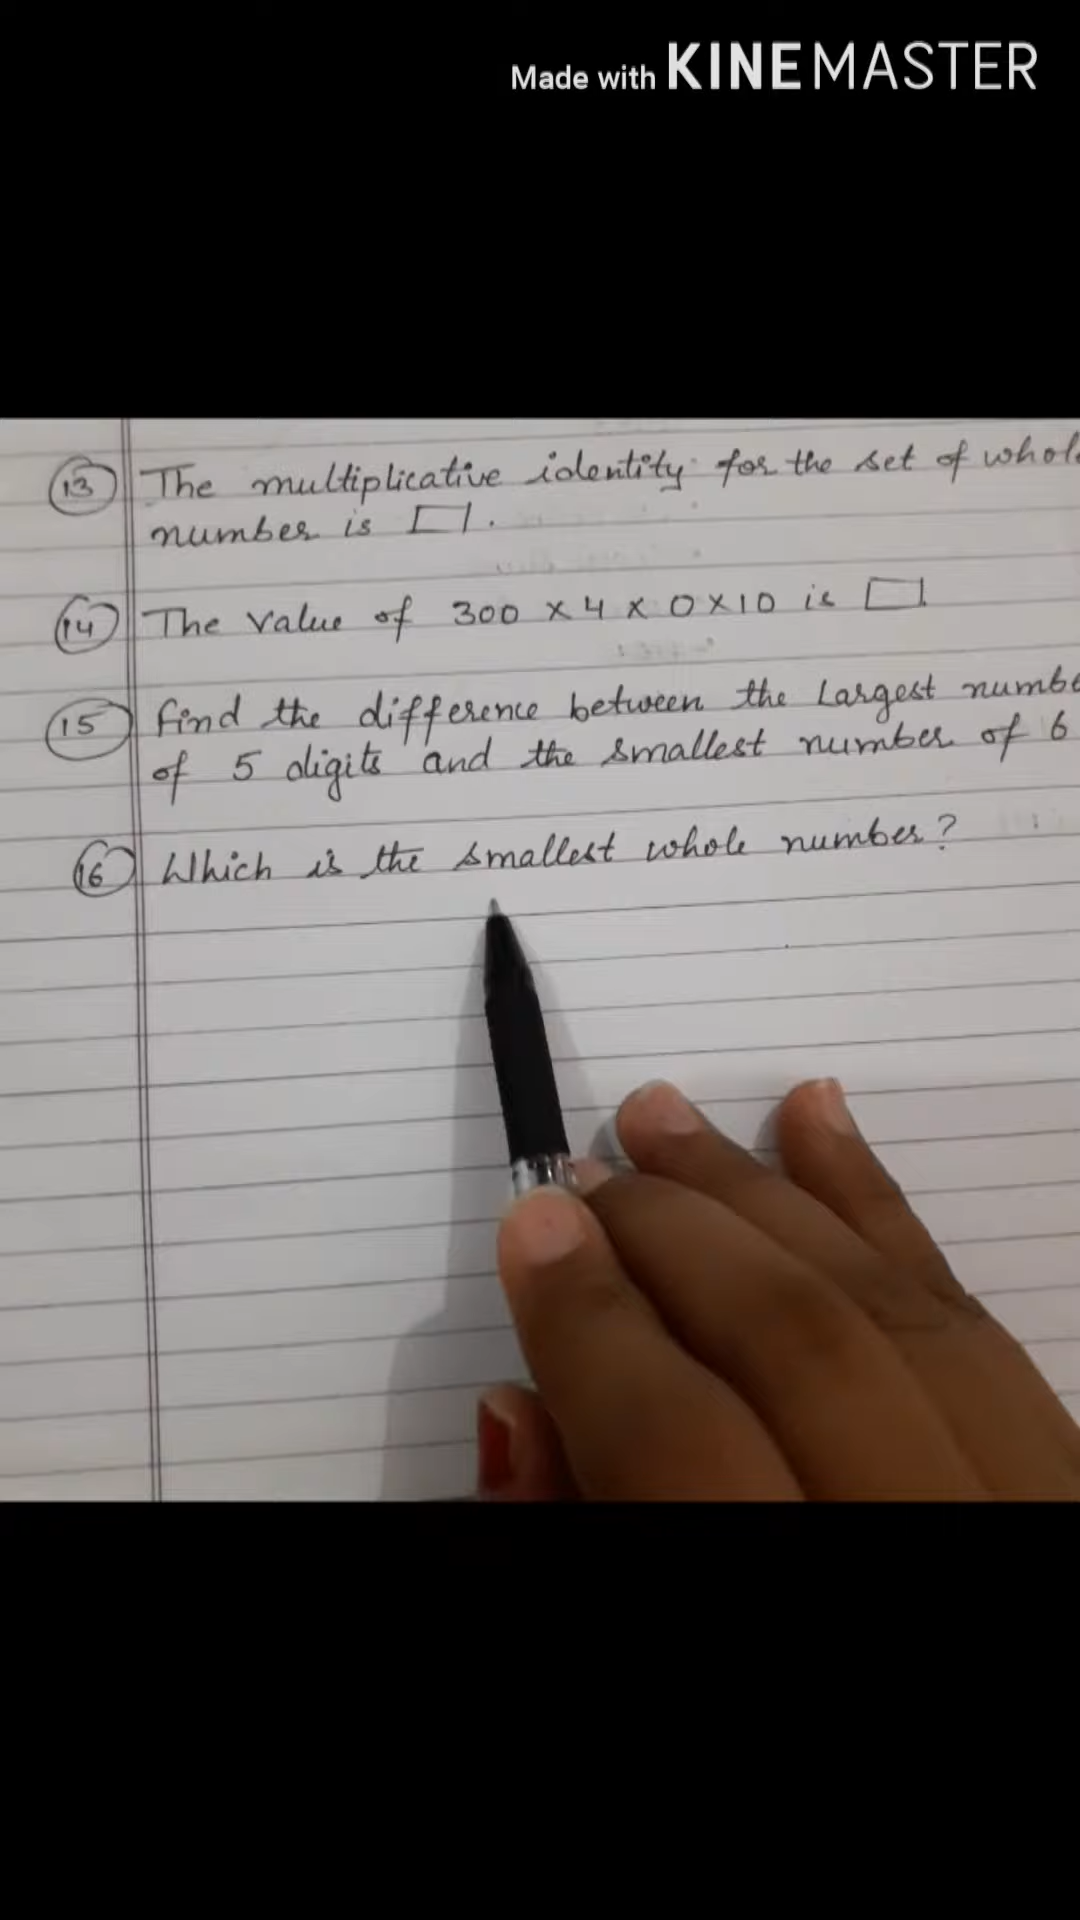 Made with KINEMASTER
13 The multiplicative identity for the set of whole
number is □.
14 The value of 300 × 4 × 0 × 10 is □
15 find the difference between the Largest numbe
of 5 digits and the smallest number of 6
16 Which is the smallest whole number?